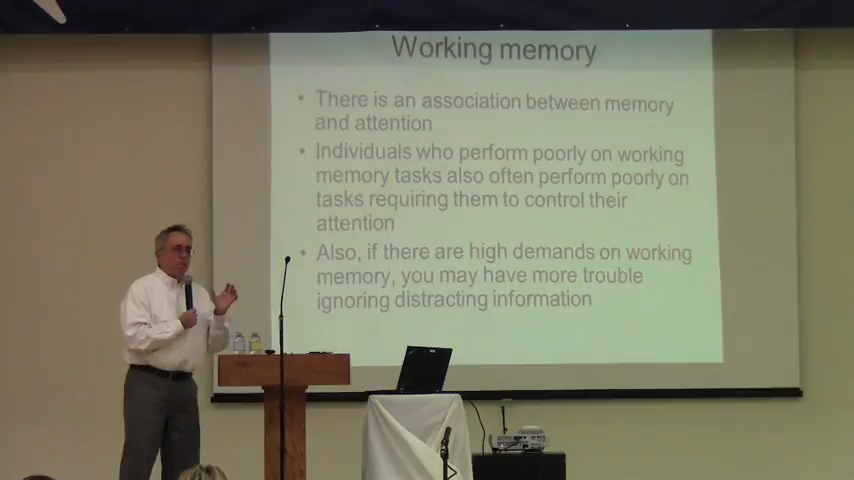 Working memory
• There is an association between memory
and attention
• Individuals who perform poorly on working
memory tasks also often perform poorly on
tasks requiring them to control their
attention
• Also, if there are high demands on working
memory, you may have more trouble
ignoring distracting information